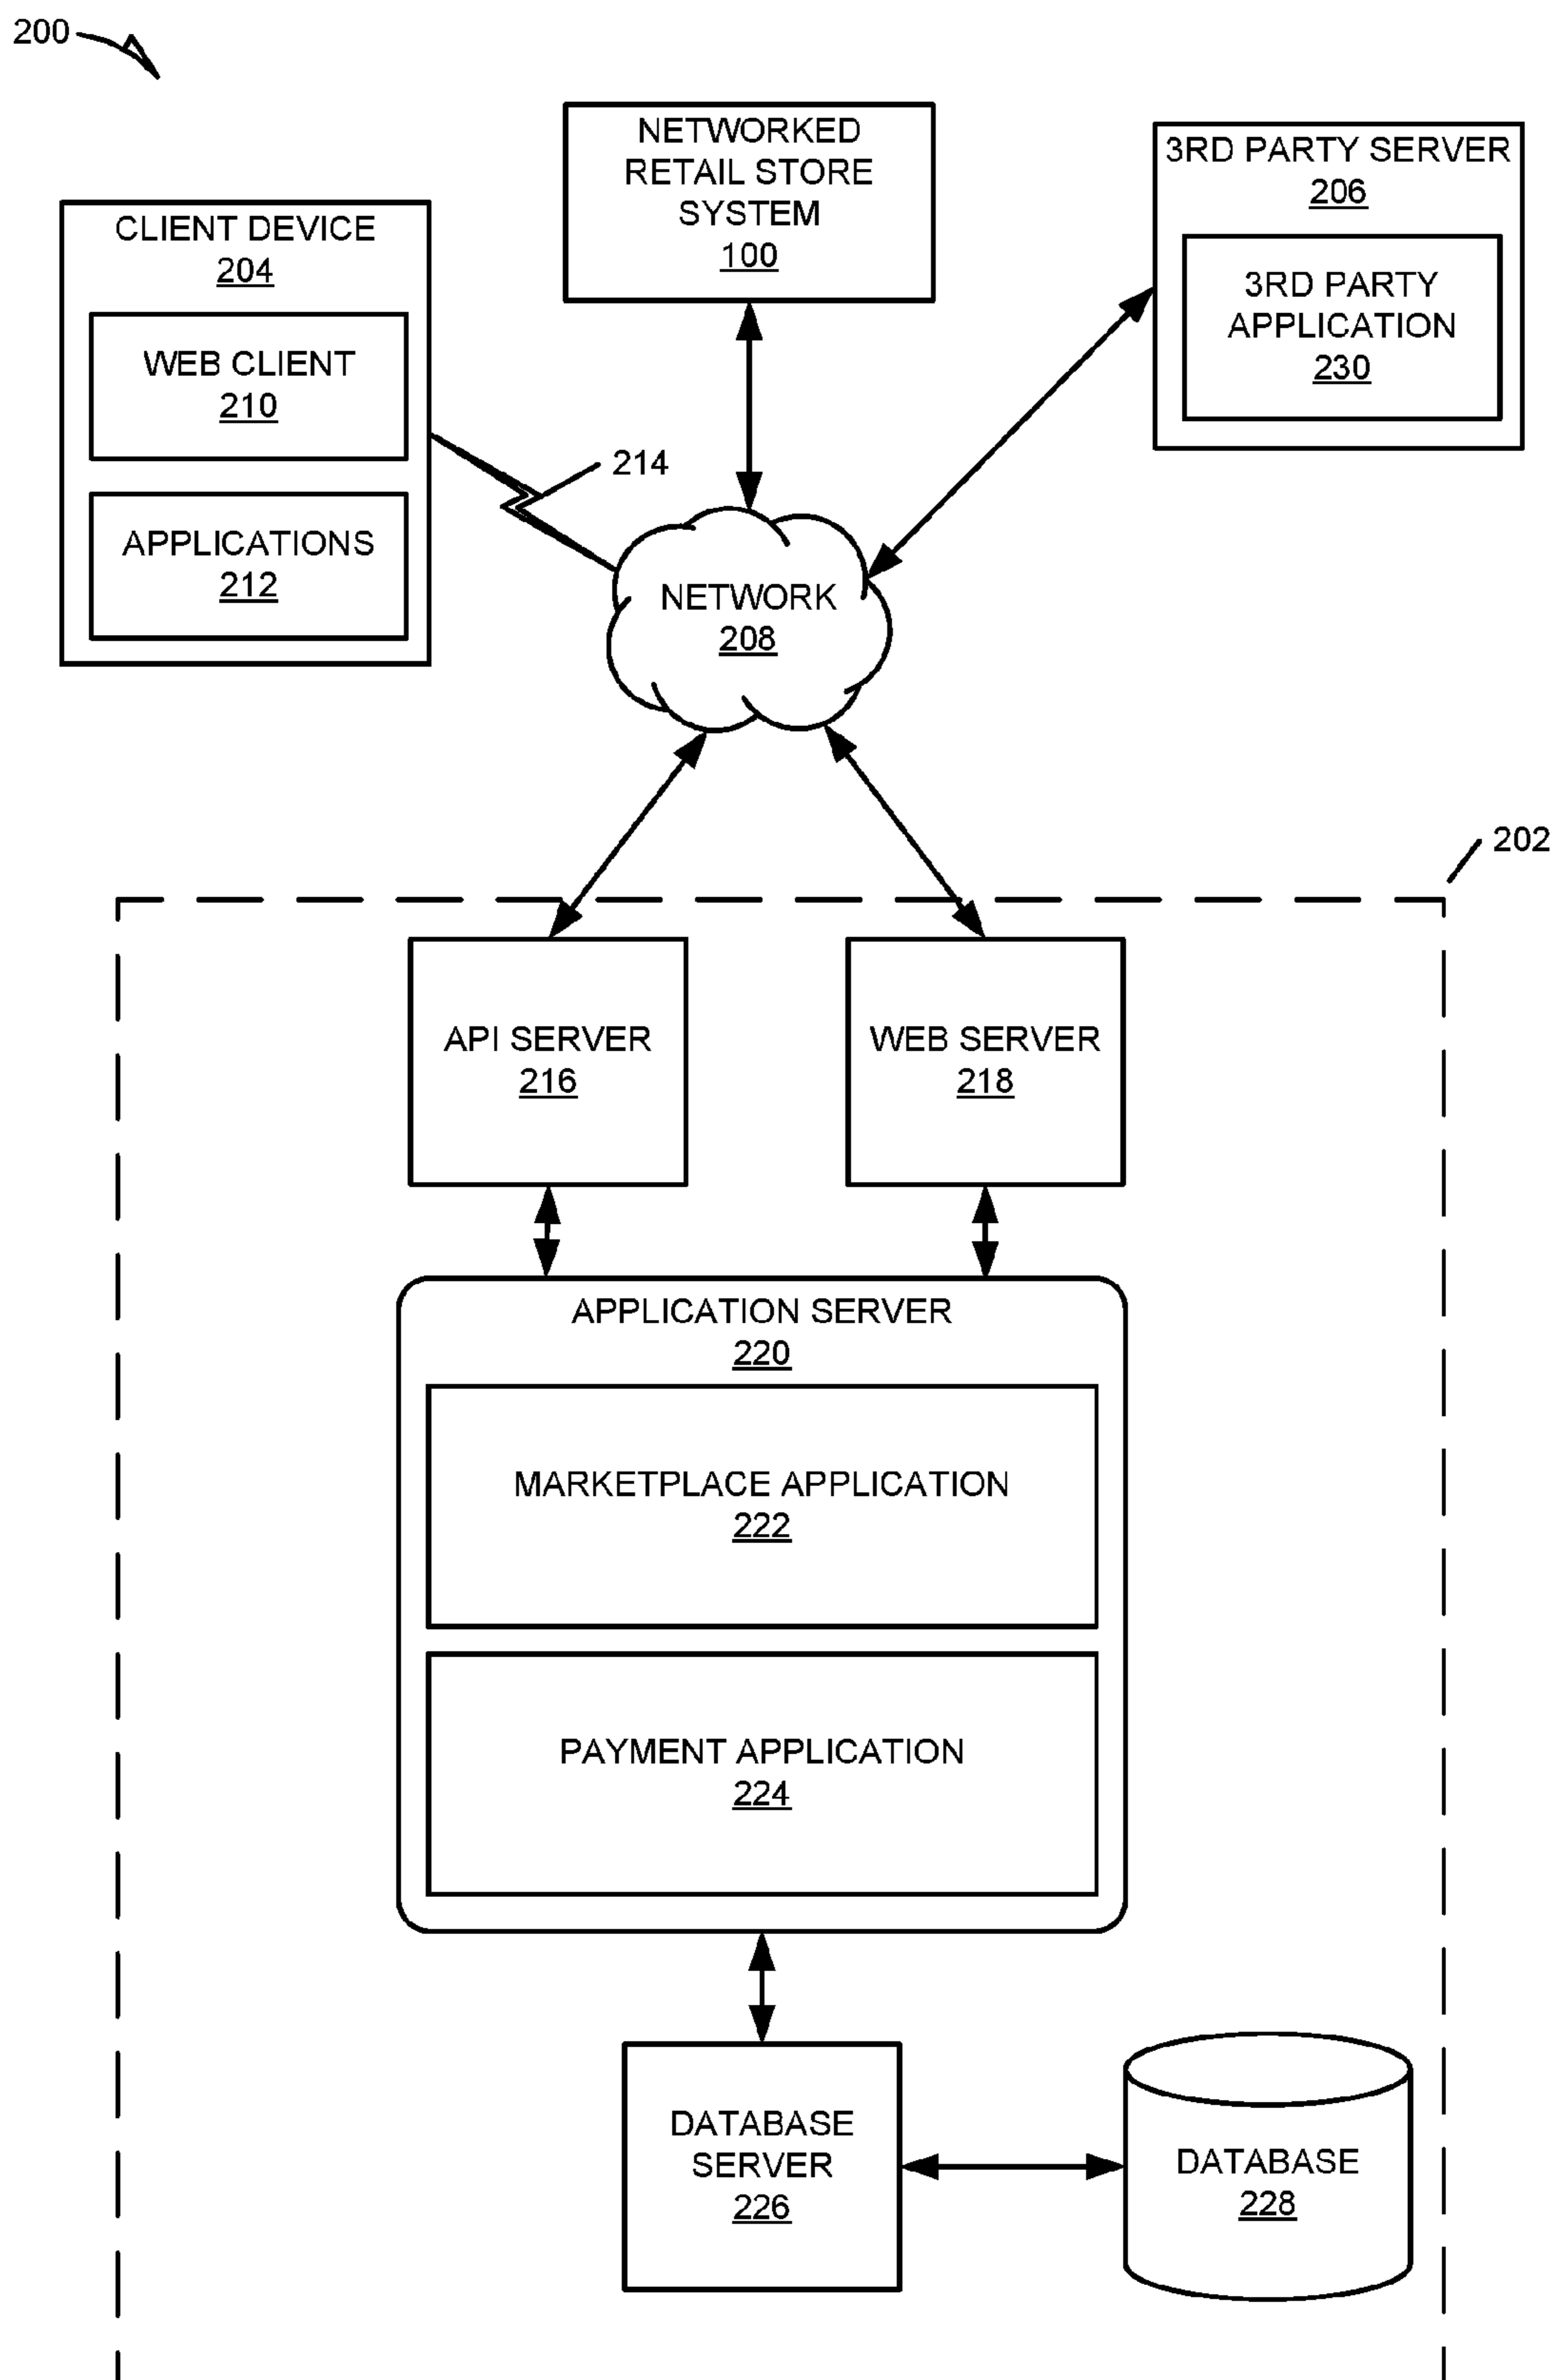 200
NETWORKED
RETAIL STORE
SYSTEM
100
3RD PARTY SERVER
206
3RD PARTY
APPLICATION
230
CLIENT DEVICE
204
WEB CLIENT
210
APPLICATIONS
212
214
NETWORK
208
202
API SERVER
216
WEB SERVER
218
APPLICATION SERVER
220
MARKETPLACE APPLICATION
222
PAYMENT APPLICATION
224
DATABASE
SERVER
226
DATABASE
228